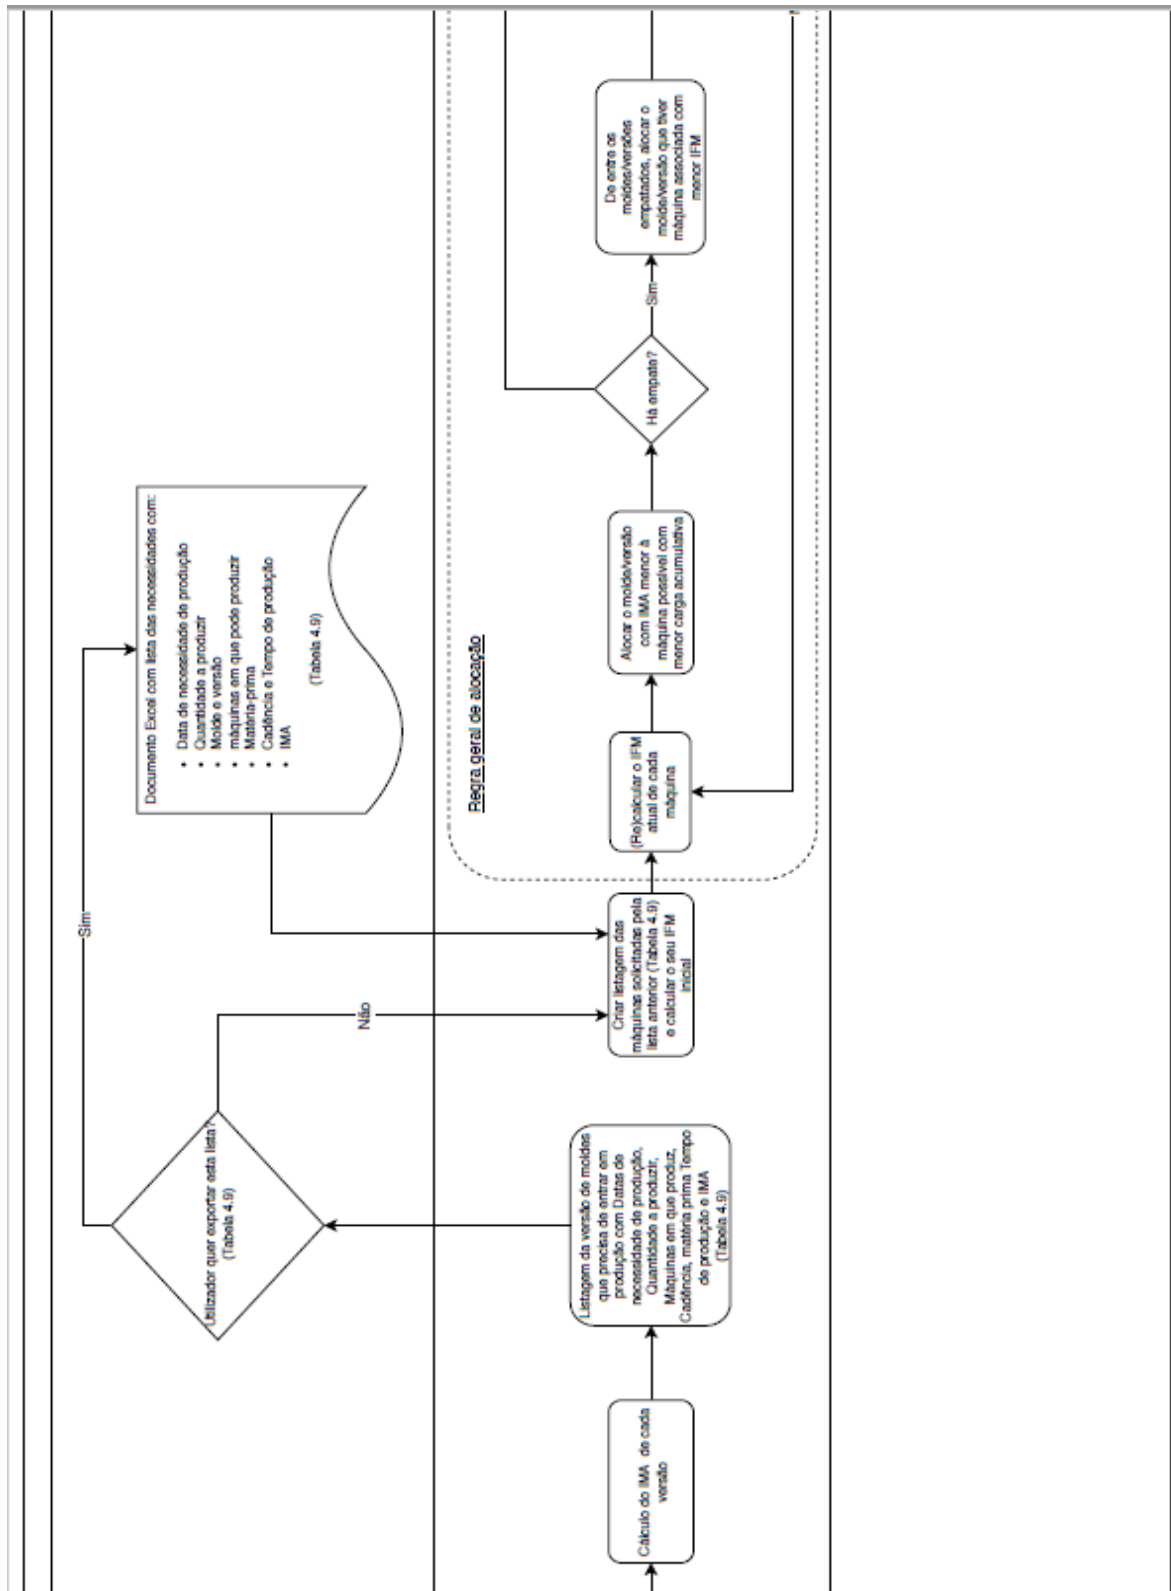 Cálculo do IMA de cada
versão
Listagem da versão de moldes
que precisa de entrar em
produção com Datas de
necessidade de produção,
Quantidade a produzir,
Máquinas em que produz,
Cadência, matéria prima Tempo
de produção e IMA
(Tabela 4.9)
Utilizador quer exportar esta lista?
(Tabela 4.9)
Sim
Não
Documento Excel com lista das necessidades com:
• Data de necessidade de produção
• Quantidade a produzir
• Molde e versão
• máquinas em que pode produzir
• Matéria-prima
• Cadência e Tempo de produção
• IMA
(Tabela 4.9)
Criar listagem das
máquinas solicitadas pela
lista anterior (Tabela 4.9)
e calcular o seu IFM
inicial
Regra geral de alocação
(Re)calcular o IFM
atual de cada
máquina
Alocar o molde/versão
com IMA menor à
máquina possível com
menor carga acumulativa
Há empate?
Sim
De entre os
moldes/versões
empatados, alocar o
molde/versão que tiver
máquina associada com
menor IFM